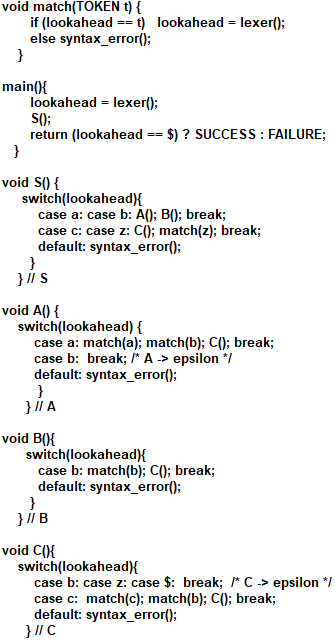 void match(TOKEN t) {
if (lookahead == t) lookahead = lexer();
else syntax_error();
}
main(){
lookahead = lexer();
S();
return (lookahead == $) ? SUCCESS : FAILURE;
}
void S() {
switch(lookahead){
case a: case b: A(); B(); break;
case c: case z: C(); match(z); break;
default: syntax_error();
}
} // S
void A() {
switch(lookahead) {
case a: match(a); match(b); C(); break;
case b: break; /* A -> epsilon */
default: syntax_error();
}
} // A
void B(){
switch(lookahead){
case b: match(b); C(); break;
default: syntax_error();
}
} // B
void C(){
switch(lookahead){
case b: case z: case $: break; /* C -> epsilon */
case c: match(c); match(b); C(); break;
default: syntax_error();
} // C